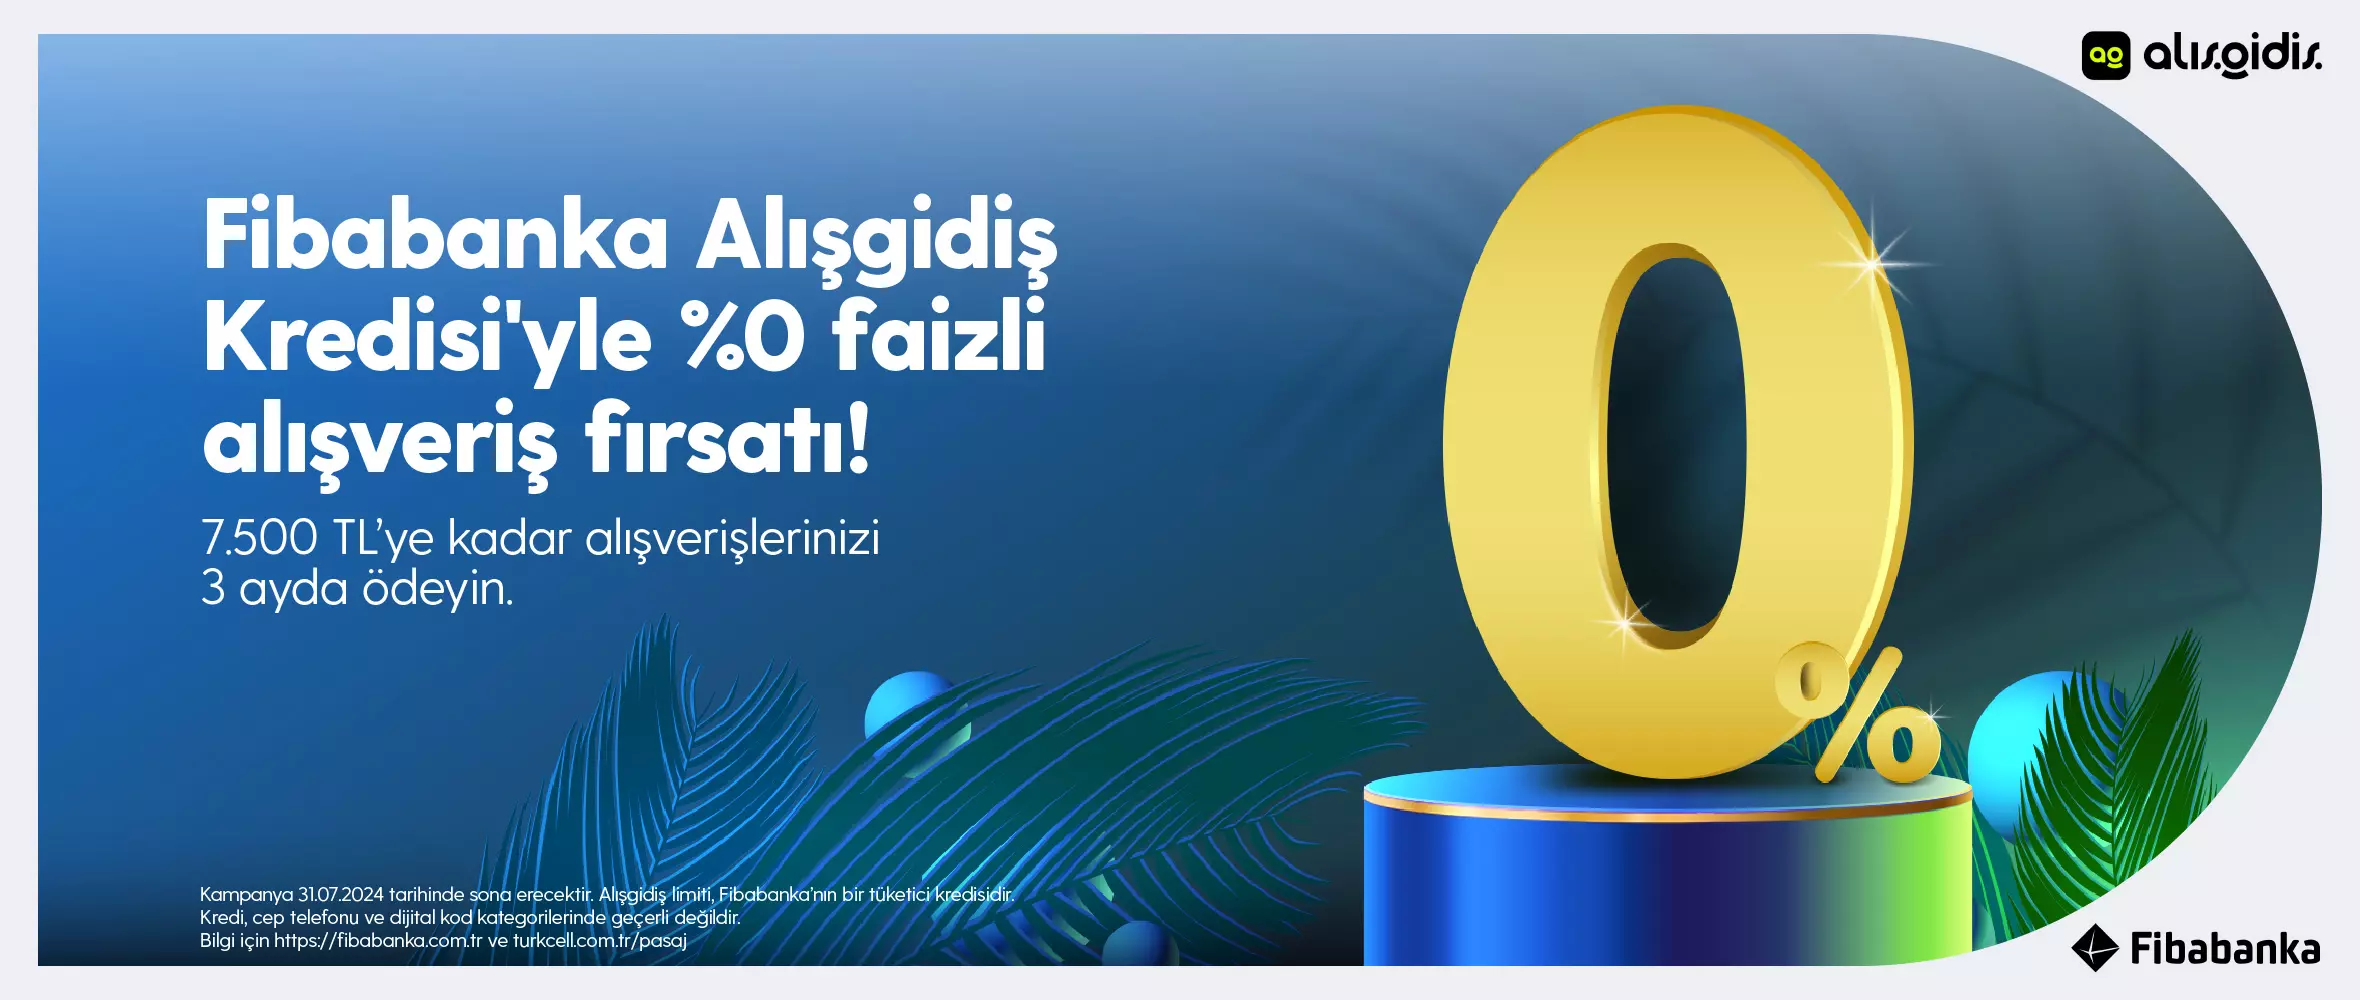 ag alışgidiş.
Fibabanka Alışgidiş
Kredisi'yle %0 faizli
alışveriş fırsatı!
7.500 TL’ye kadar alışverişlerinizi
3 ayda ödeyin.
0%
Kampanya 31.07.2024 tarihinde sona erecektir. Alışgidiş limiti, Fibabanka’nın bir tüketici kredisidir.
Kredi, cep telefonu ve dijital kod kategorilerinde geçerli değildir.
Bilgi için https://fibabanka.com.tr ve turkcell.com.tr/pasaj
Fibabanka